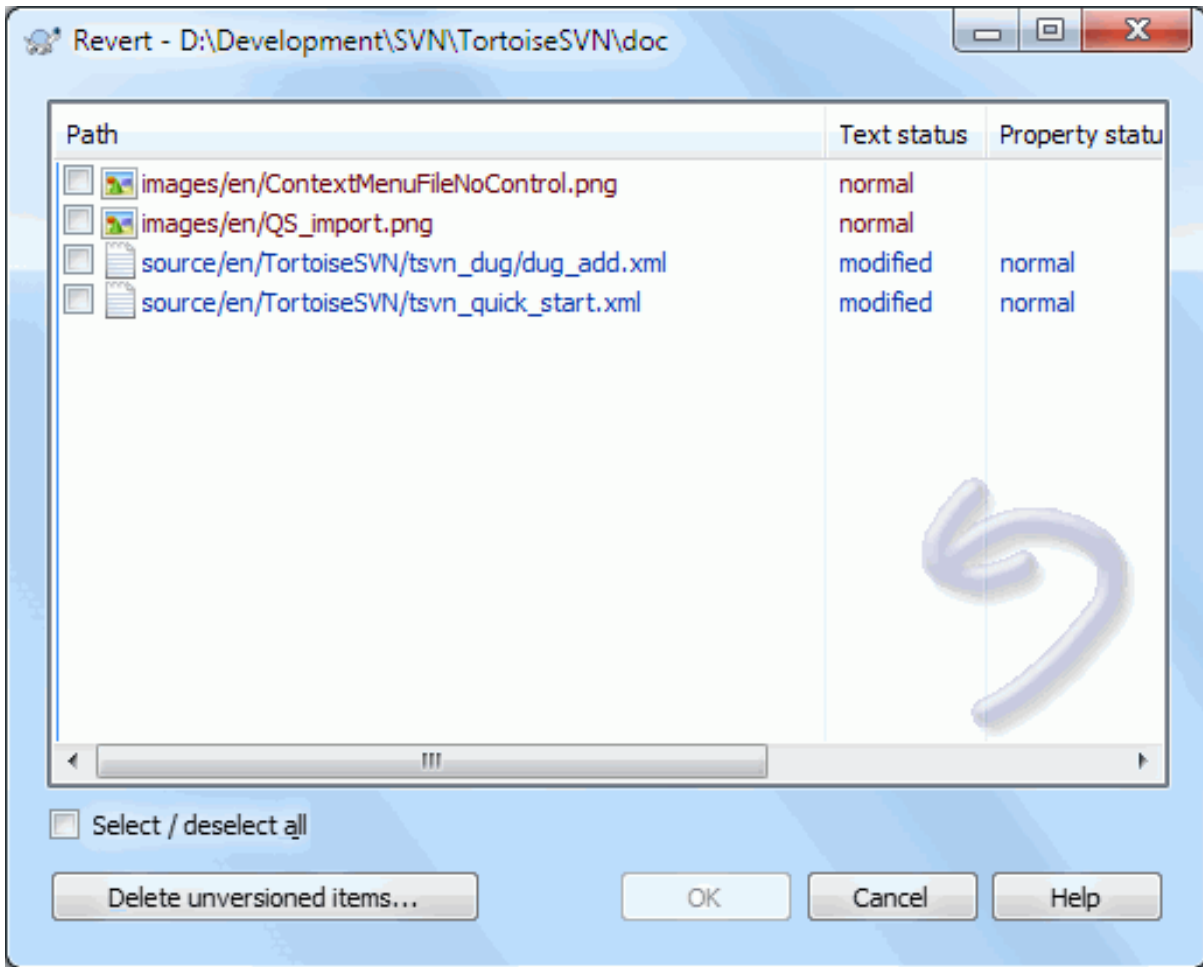 Revert - D:\Development\SVN\TortoiseSVN\doc
Path Text status Property statu
images/en/ContextMenuFileNoControl.png normal
images/en/QS_import.png normal
source/en/TortoiseSVN/tsvn_dug/dug_add.xml modified normal
source/en/TortoiseSVN/tsvn_quick_start.xml modified normal
Select / deselect all
Delete unversioned items... OK Cancel Help